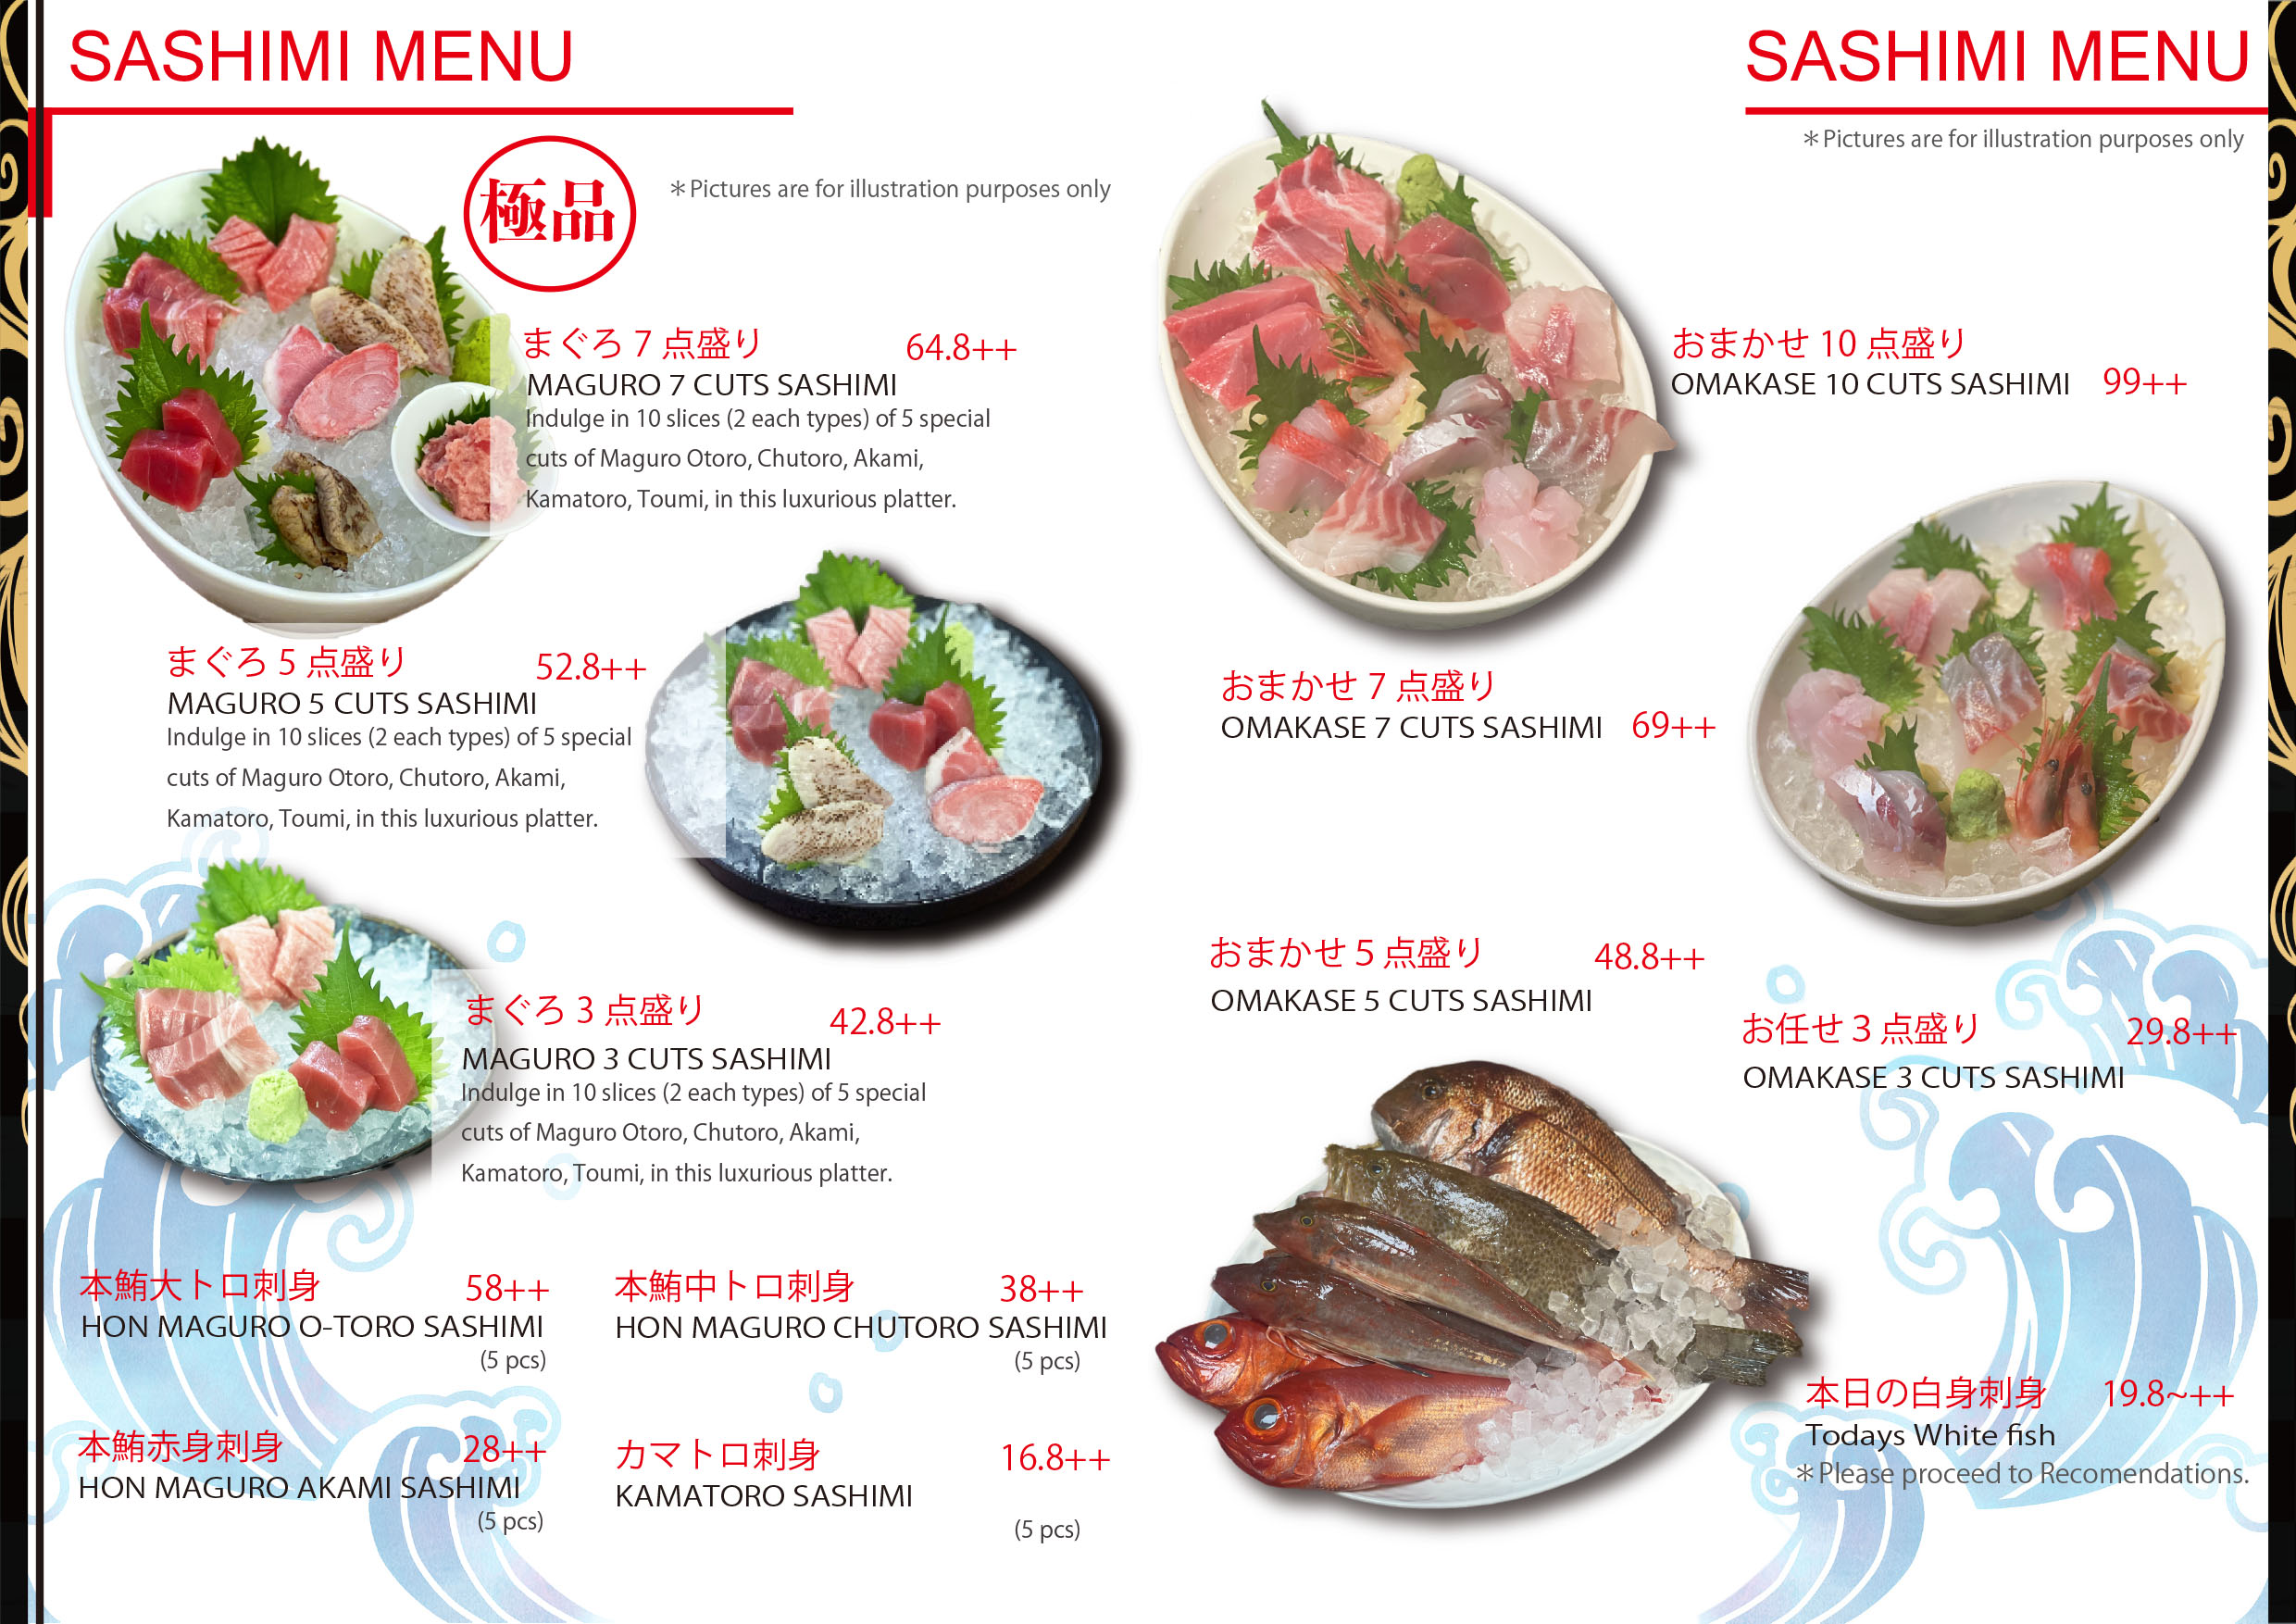 SASHIMI MENU
極品
＊Pictures are for illustration purposes only
まぐろ 7 点盛り 64.8++
MAGURO 7 CUTS SASHIMI
Indulge in 10 slices (2 each types) of 5 special
cuts of Maguro Otoro, Chutoro, Akami,
Kamatoro, Toumi, in this luxurious platter.
まぐろ 5 点盛り 52.8++
MAGURO 5 CUTS SASHIMI
Indulge in 10 slices (2 each types) of 5 special
cuts of Maguro Otoro, Chutoro, Akami,
Kamatoro, Toumi, in this luxurious platter.
まぐろ 3 点盛り 42.8++
MAGURO 3 CUTS SASHIMI
Indulge in 10 slices (2 each types) of 5 special
cuts of Maguro Otoro, Chutoro, Akami,
Kamatoro, Toumi, in this luxurious platter.
本鮪大トロ刺身 58++
HON MAGURO O-TORO SASHIMI
(5 pcs)
本鮪中トロ刺身 38++
HON MAGURO CHUTORO SASHIMI
(5 pcs)
本鮪赤身刺身 28++
HON MAGURO AKAMI SASHIMI
(5 pcs)
カマトロ刺身 16.8++
KAMATORO SASHIMI
(5 pcs)
SASHIMI MENU
＊Pictures are for illustration purposes only
おまかせ 10 点盛り
OMAKASE 10 CUTS SASHIMI 99++
おまかせ 7 点盛り
OMAKASE 7 CUTS SASHIMI 69++
おまかせ５点盛り 48.8++
OMAKASE 5 CUTS SASHIMI
お任せ３点盛り 29.8++
OMAKASE 3 CUTS SASHIMI
本日の白身刺身 19.8~++
Todays White fish
＊Please proceed to Recomendations.